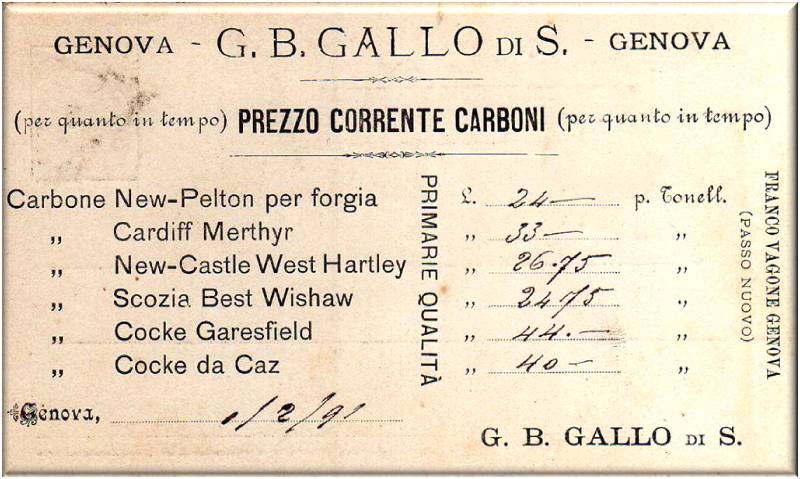 GENOVA - G. B. GALLO DI S. - GENOVA
(per quanto in tempo) PREZZO CORRENTE CARBONI (per quanto in tempo)
Carbone New-Pelton per forgia £. 24— p. Tonell.
„ Cardiff Merthyr „ 33— „
„ New-Castle West Hartley „ 26.75 „
„ Scozia Best Wishaw „ 2475 „
„ Cocke Garesfield „ 44.— „
„ Cocke da Caz „ 40— „
PRIMARIE QUALITÀ
FRANCO VAGONE GENOVA
(PASSO NUOVO)
Genova, 1/2/91
G. B. GALLO DI S.